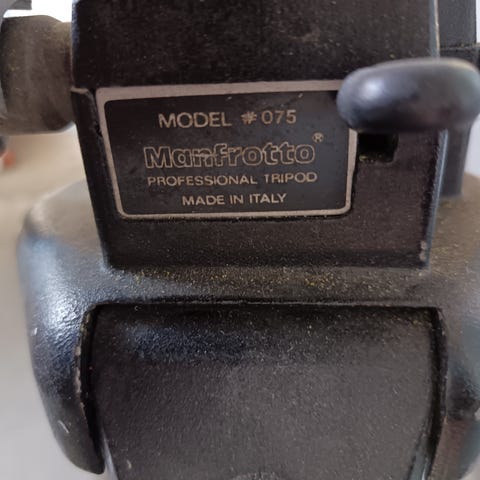 MODEL # 075
Manfrotto®
PROFESSIONAL TRIPOD
MADE IN ITALY